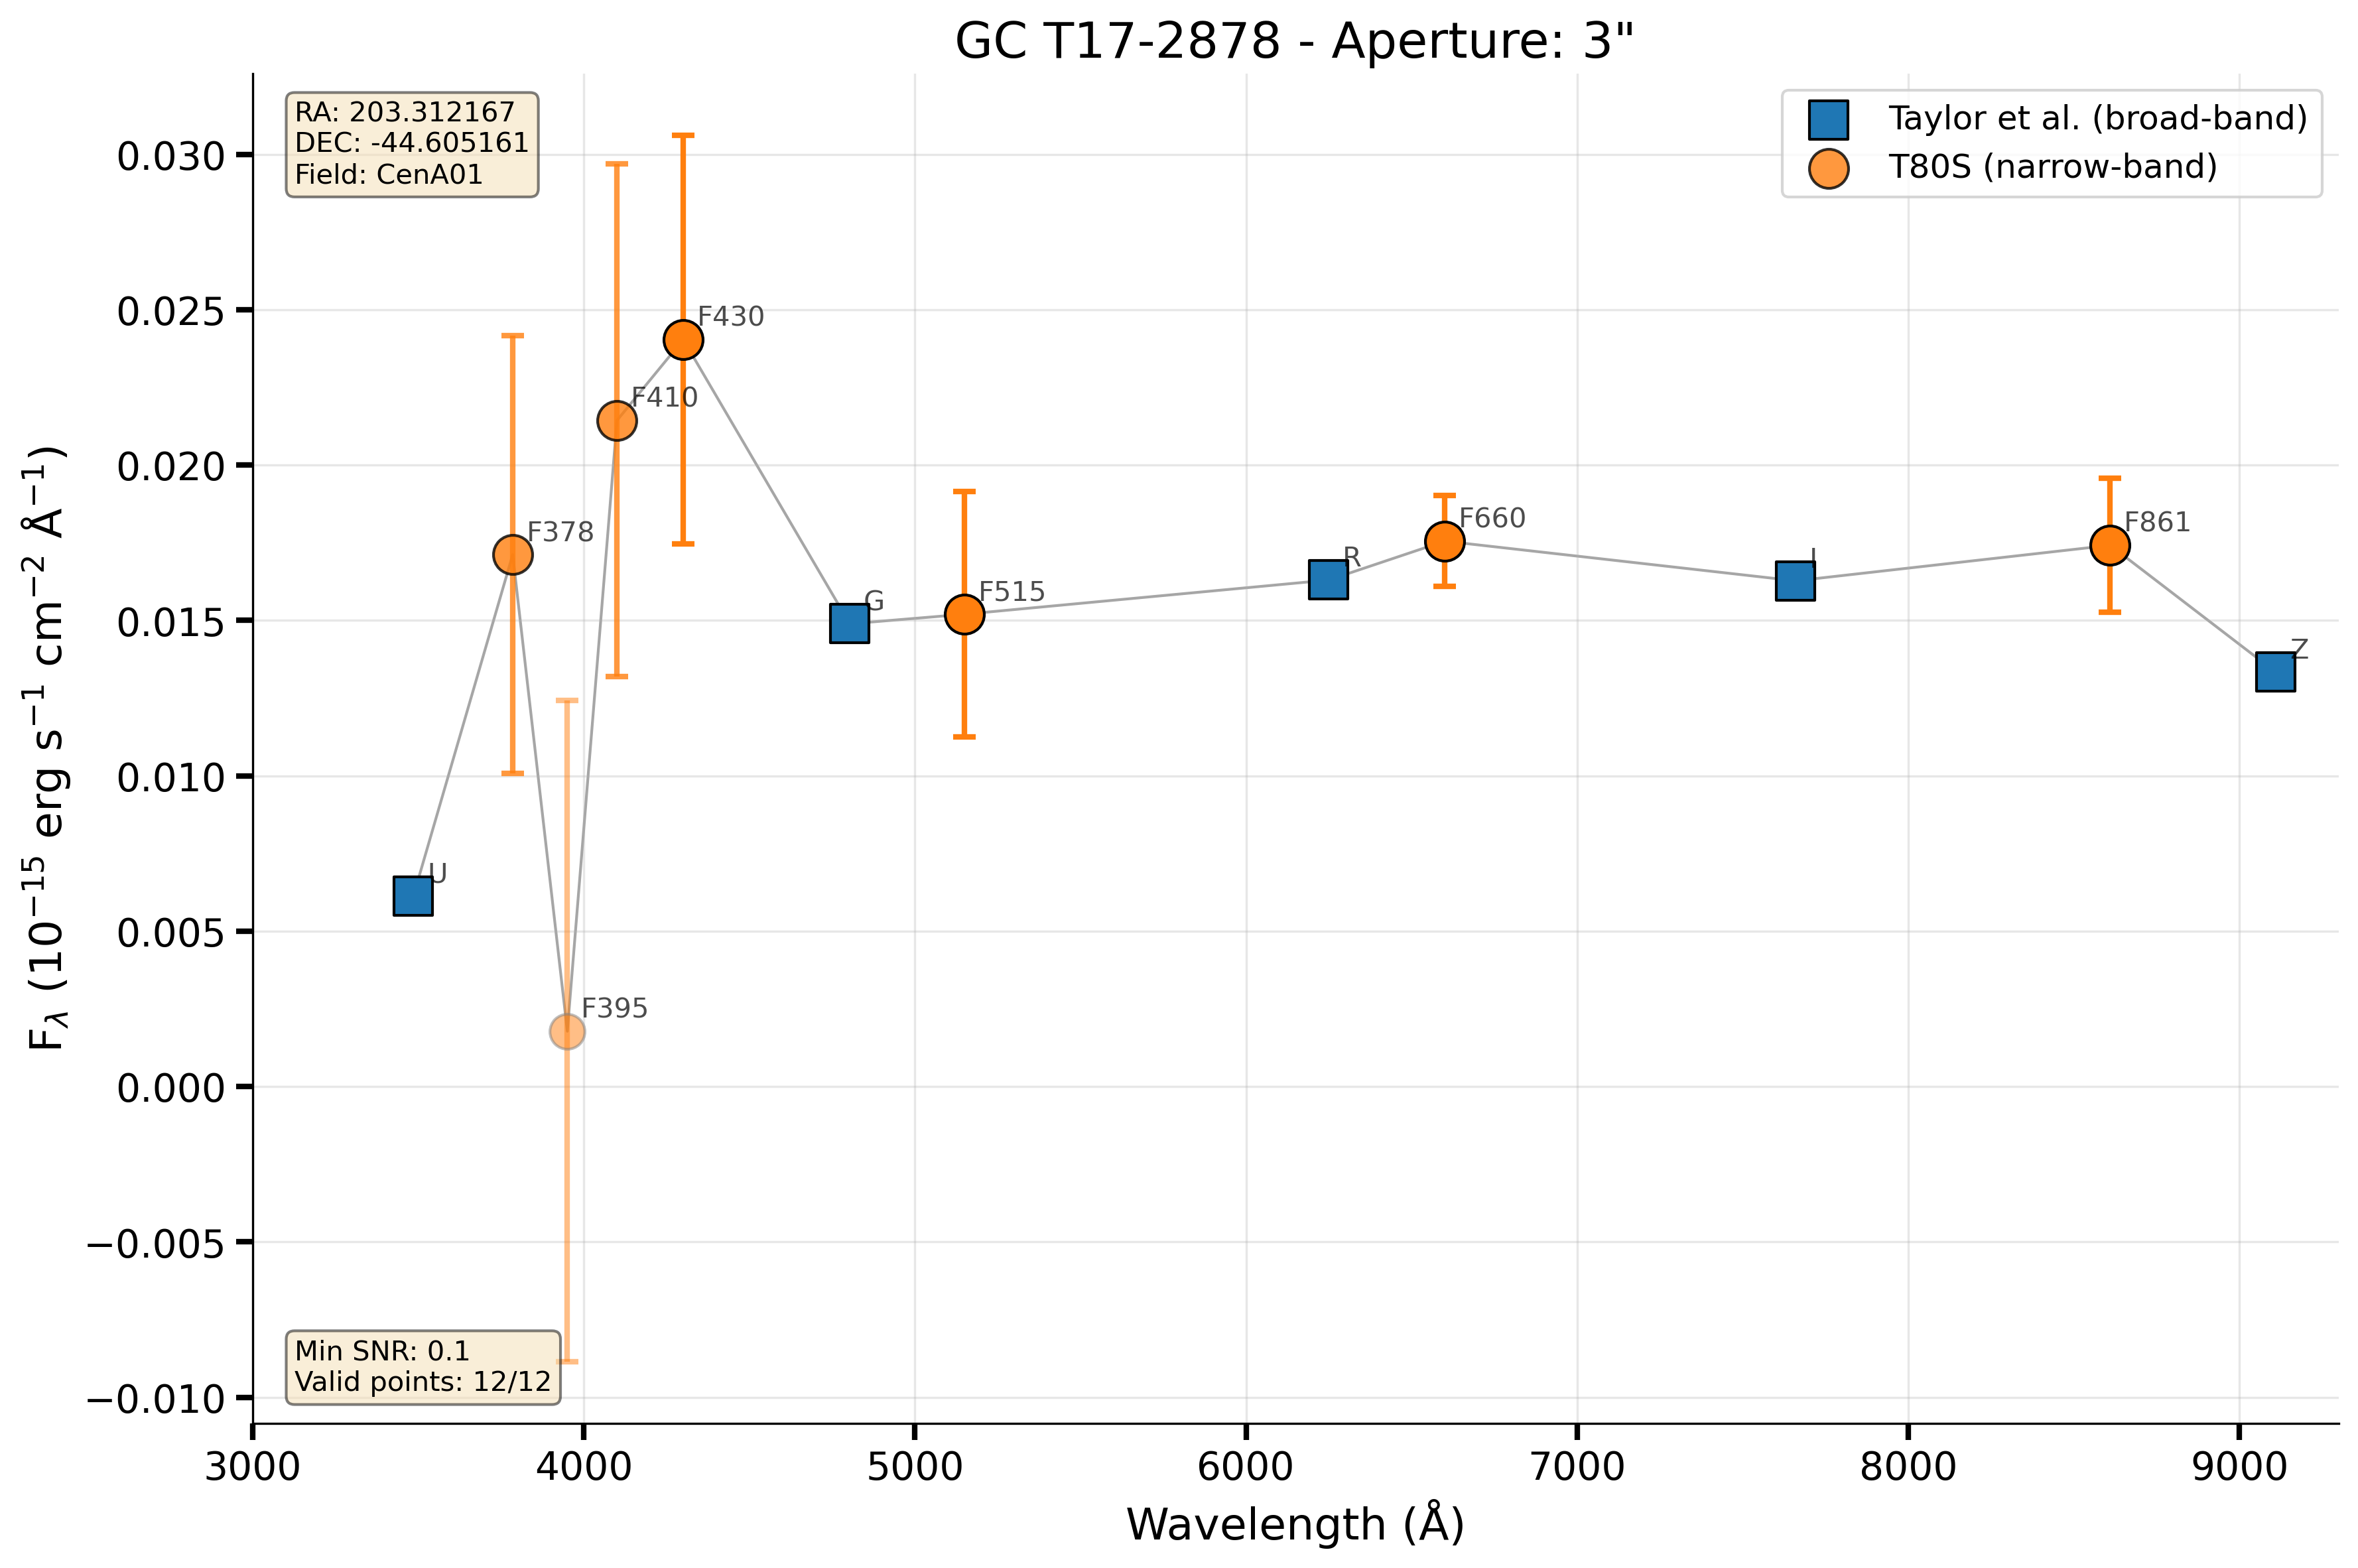 GC T17-2878 - Aperture: 3"
RA: 203.312167
DEC: -44.605161
Field: CenA01
Taylor et al. (broad-band)
T80S (narrow-band)
0.030
0.025
0.020
0.015
0.010
0.005
0.000
−0.005
−0.010
F_λ (10⁻¹⁵ erg s⁻¹ cm⁻² Å⁻¹)
U
F378
F395
F410
F430
G
F515
R
F660
I
F861
Z
Min SNR: 0.1
Valid points: 12/12
3000 4000 5000 6000 7000 8000 9000
Wavelength (Å)